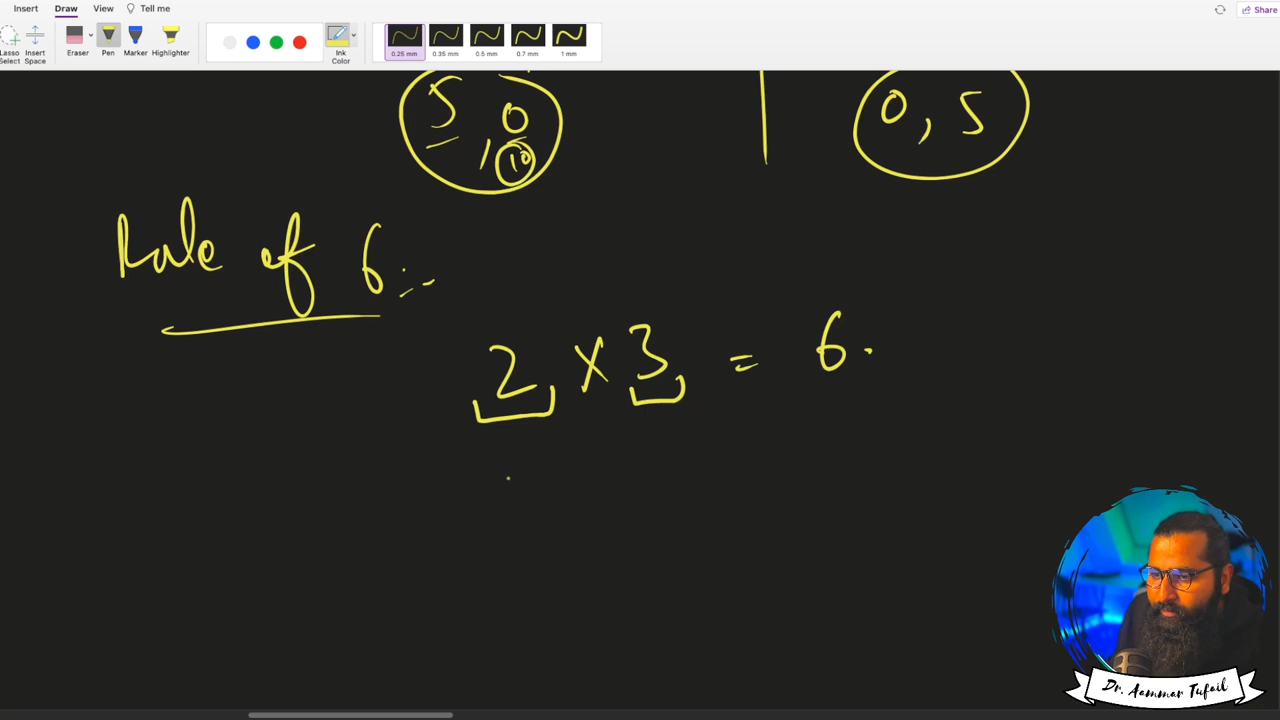 Insert Draw View Tell me
Share
Lasso Select
Insert Space
Eraser
Pen
Marker
Highlighter
Ink Color
0.25 mm 0.35 mm 0.5 mm 0.7 mm 1 mm
5 0
1 10
0, 5
Rule of 6:-
2 × 3 = 6.
Dr. Aammar Tufail